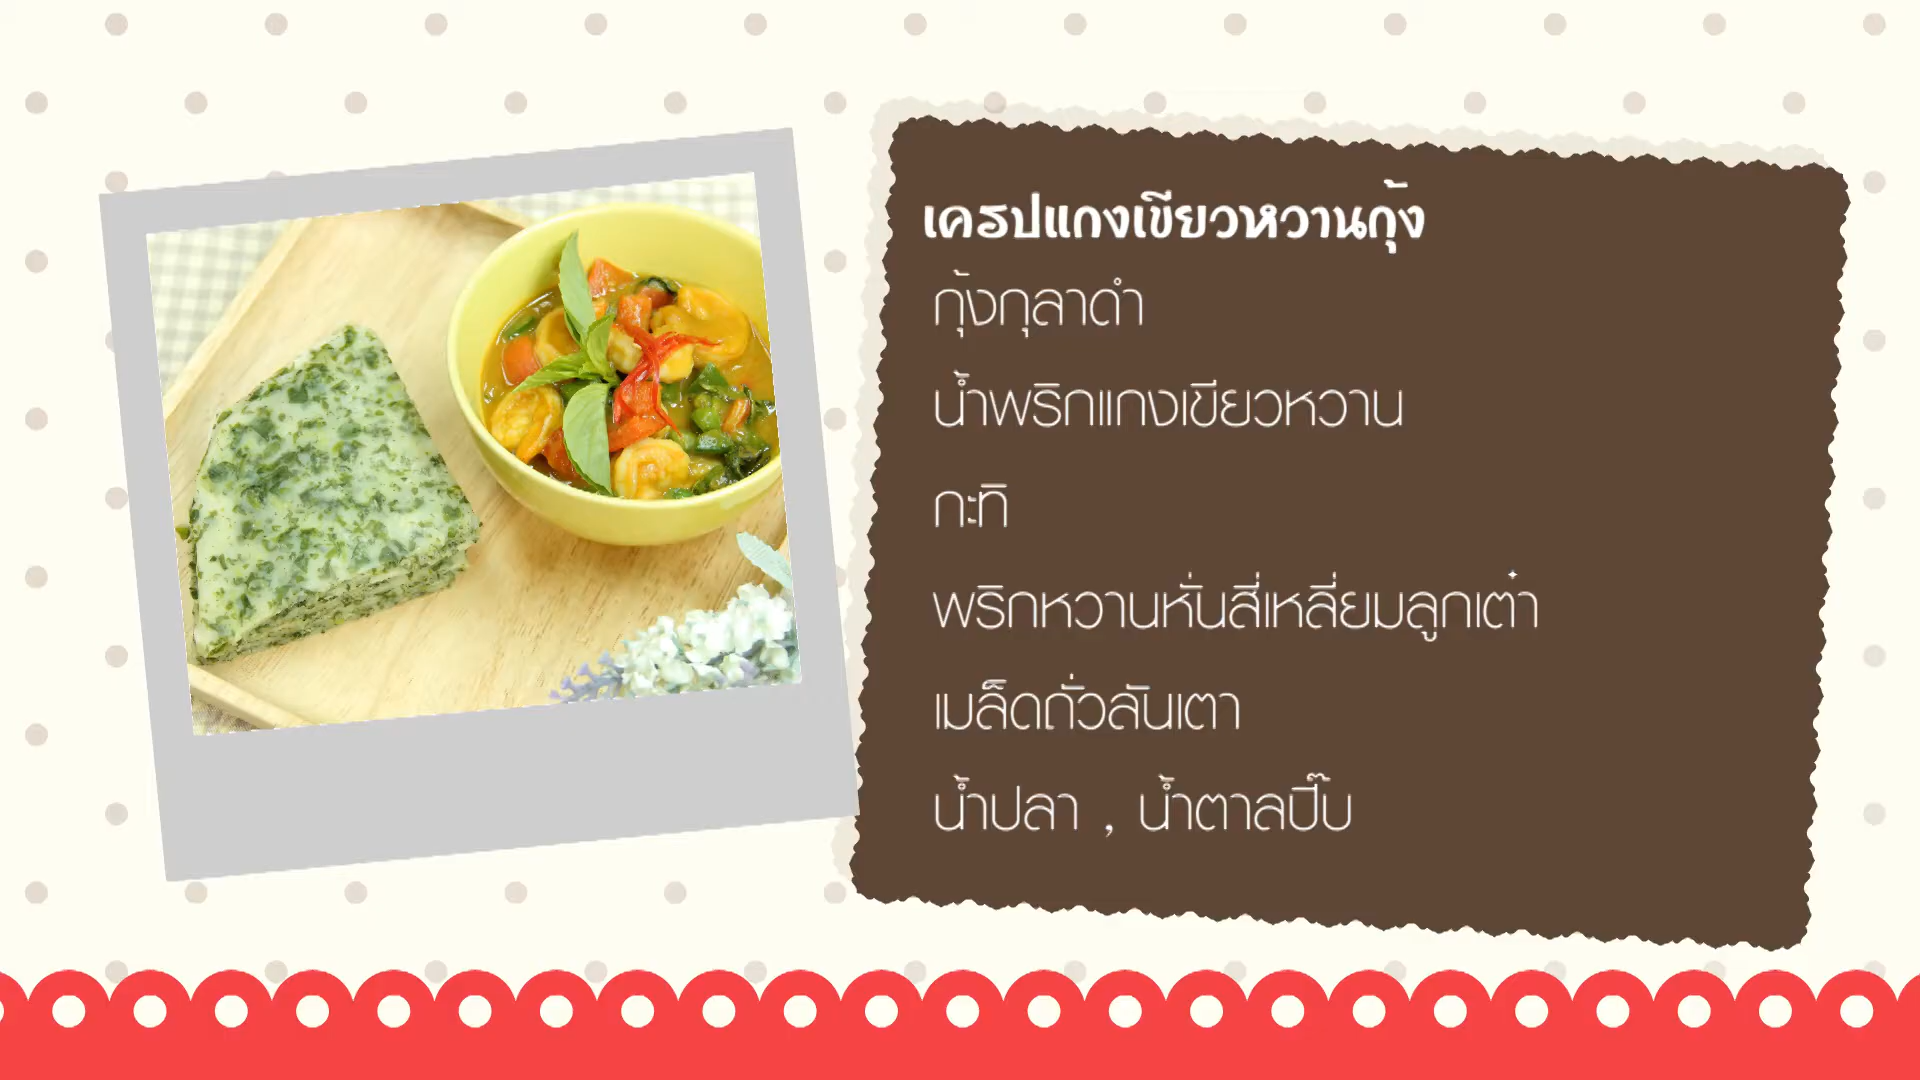 เครปแกงเขียวหวานกุ้ง
กุ้งกุลาดำ
น้ำพริกแกงเขียวหวาน
กะทิ
พริกหวานหั่นสี่เหลี่ยมลูกเต๋า
เมล็ดถั่วลันเตา
น้ำปลา , น้ำตาลปี๊บ